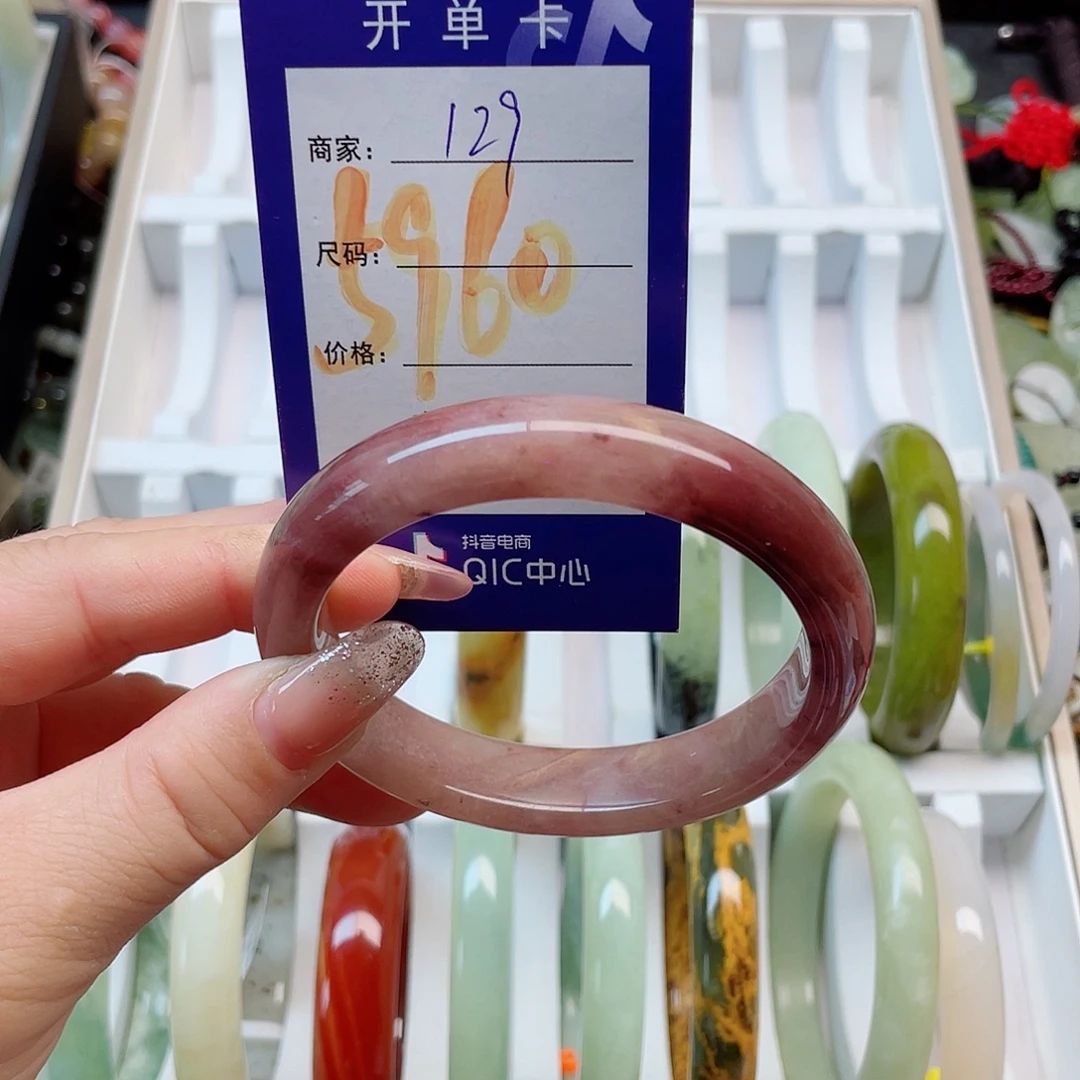 开单卡
商家： 129
尺码： 5960
价格：
抖音电商
QIC中心